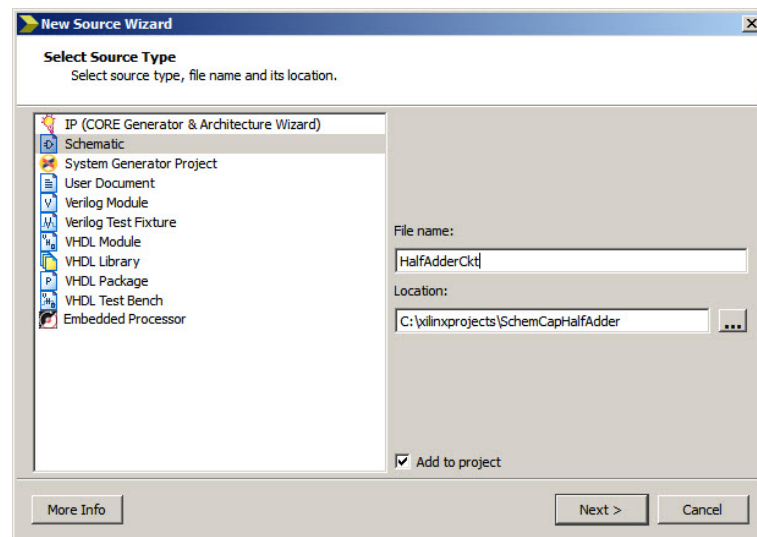 New Source Wizard
Select Source Type
Select source type, file name and its location.
IP (CORE Generator & Architecture Wizard)
Schematic
System Generator Project
User Document
Verilog Module
Verilog Test Fixture
VHDL Module
VHDL Library
VHDL Package
VHDL Test Bench
Embedded Processor
File name:
HalfAdderCkt
Location:
C:\xilinxprojects\SchemCapHalfAdder
...
Add to project
More Info
Next >
Cancel